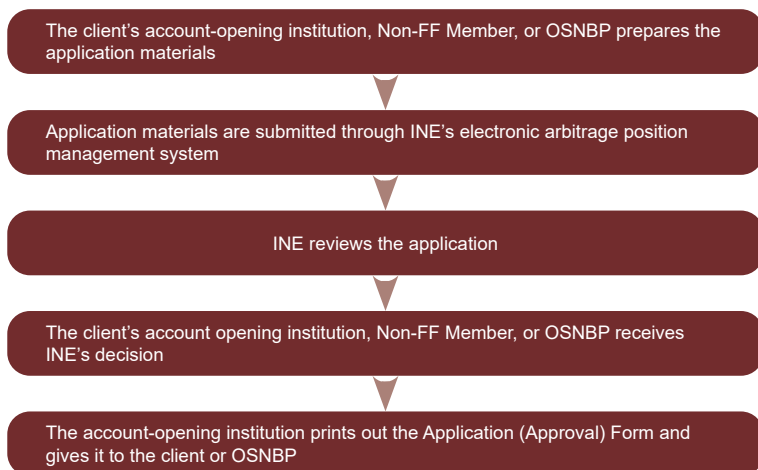 The client’s account-opening institution, Non-FF Member, or OSNBP prepares the
application materials
Application materials are submitted through INE’s electronic arbitrage position
management system
INE reviews the application
The client’s account opening institution, Non-FF Member, or OSNBP receives
INE’s decision
The account-opening institution prints out the Application (Approval) Form and
gives it to the client or OSNBP